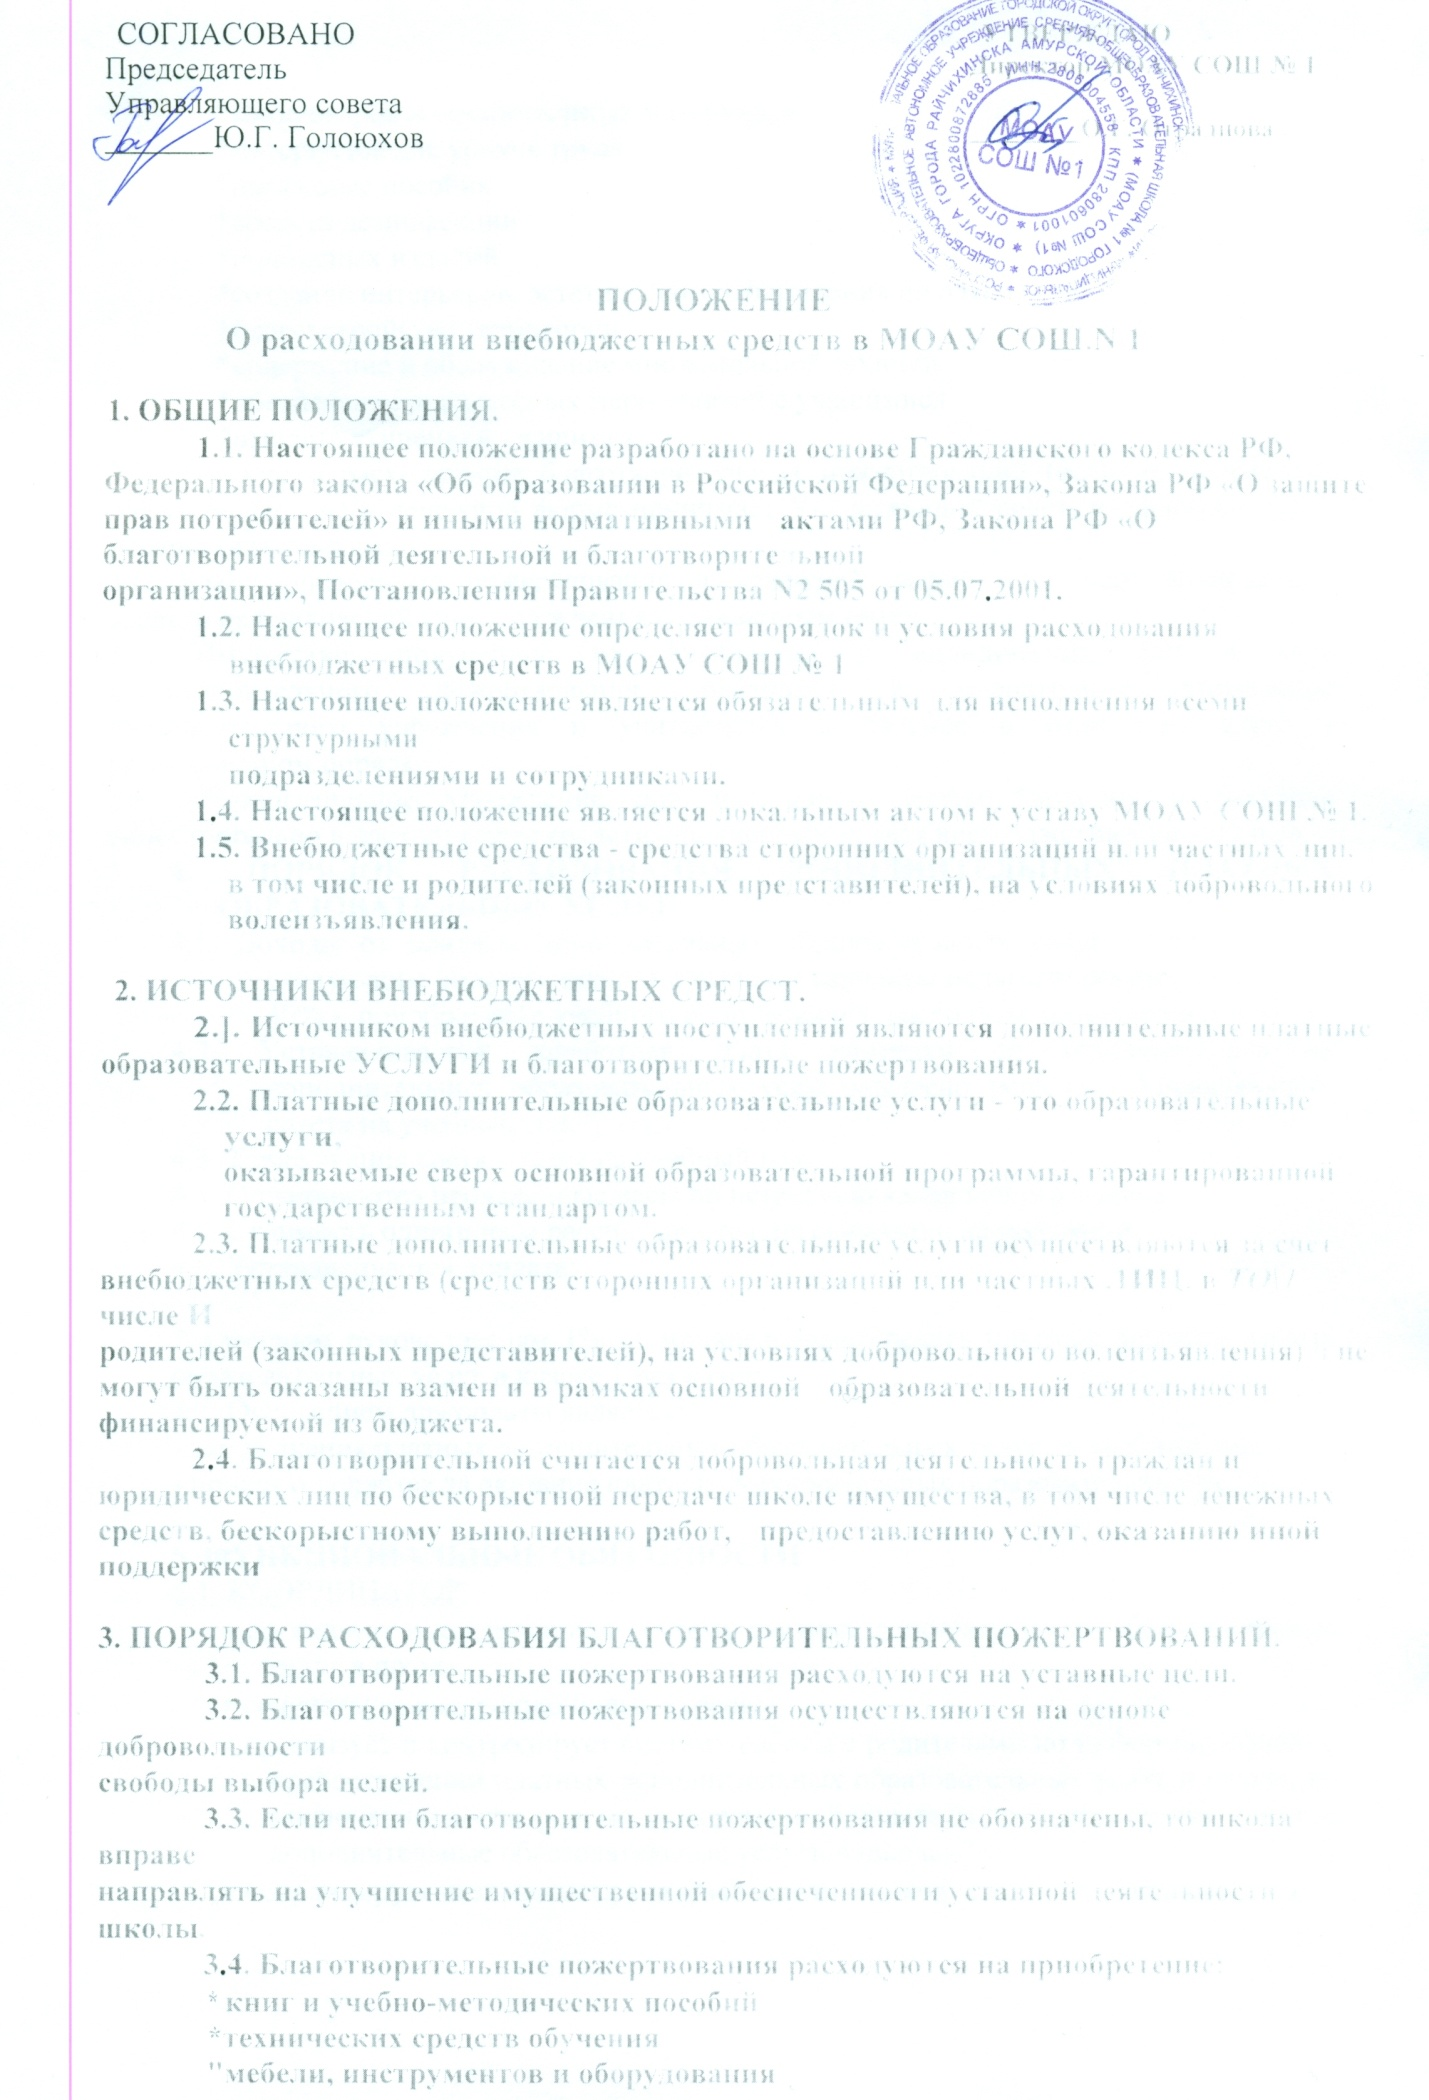 СОГЛАСОВАНО
Председатель
Управляющего совета
_______Ю.Г. Голоюхов
СОШ № 1
МОАУ
СОШ №1
ПОЛОЖЕНИЕ
О расходовании внебюджетных средств в МОАУ СОШ.N 1
1. ОБЩИЕ ПОЛОЖЕНИЯ.
1.1. Настоящее положение разработано на основе Гражданского кодекса РФ,
Федерального закона «Об образовании в Российской Федерации», Закона РФ «О защите
прав потребителей» и иными нормативными актами РФ, Закона РФ «О
благотворительной деятельной и благотворительной
организации», Постановления Правительства N2 505 от 05.07.2001.
1.2. Настоящее положение определяет порядок и условия расходования
внебюджетных средств в МОАУ СОШ № 1
1.3. Настоящее положение является обязательным для исполнения всеми
структурными
подразделениями и сотрудниками.
1.4. Настоящее положение является локальным актом к уставу МОАУ СОШ № 1.
1.5. Внебюджетные средства - средства сторонних организаций или частных лиц,
в том числе и родителей (законных представителей), на условиях добровольного
волеизъявления.
2. ИСТОЧНИКИ ВНЕБЮДЖЕТНЫХ СРЕДСТ.
2.]. Источником внебюджетных поступлений являются дополнительные платные
образовательные УСЛУГИ и благотворительные пожертвования.
2.2. Платные дополнительные образовательные услуги - это образовательные
услуги,
оказываемые сверх основной образовательной программы, гарантированной
государственным стандартом.
2.3. Платные дополнительные образовательные услуги осуществляются за счет
внебюджетных средств (средств сторонних организаций или частных ЛИЦ, в
числе И
родителей (законных представителей), на условиях добровольного волеизъявления) не
могут быть оказаны взамен и в рамках основной образовательной деятельности
финансируемой из бюджета.
2.4. Благотворительной считается добровольная деятельность граждан и
юридических лиц по бескорыстной передаче школе имущества, в том числе денежных
средств, бескорыстному выполнению работ, предоставлению услуг, оказанию иной
поддержки
3. ПОРЯДОК РАСХОДОВАБИЯ БЛАГОТВОРИТЕЛЬНЫХ ПОЖЕРТВОВАНИЙ.
3.1. Благотворительные пожертвования расходуются на уставные цели.
3.2. Благотворительные пожертвования осуществляются на основе
добровольности
свободы выбора целей.
3.3. Если цели благотворительные пожертвования не обозначены, то школа
вправе
направлять на улучшение имущественной обеспеченности уставной деятельности
школы.
3.4. Благотворительные пожертвования расходуются на приобретение:
* книг и учебно-методических пособий
*технических средств обучения
"мебели, инструментов и оборудования